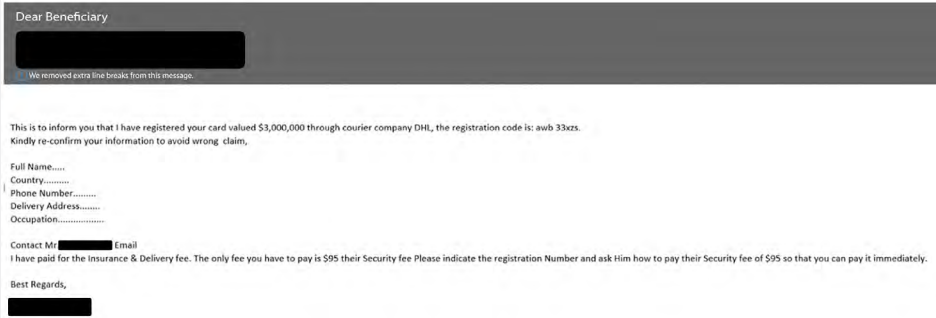 Dear Beneficiary
We removed extra line breaks from this message.
This is to inform you that I have registered your card valued $3,000,000 through courier company DHL, the registration code is: awb 33xzs.
Kindly re-confirm your information to avoid wrong claim,
Full Name.....
Country..........
Phone Number.........
Delivery Address........
Occupation..................
Contact Mr Email
I have paid for the Insurance & Delivery fee. The only fee you have to pay is $95 their Security fee Please indicate the registration Number and ask Him how to pay their Security fee of $95 so that you can pay it immediately.
Best Regards,